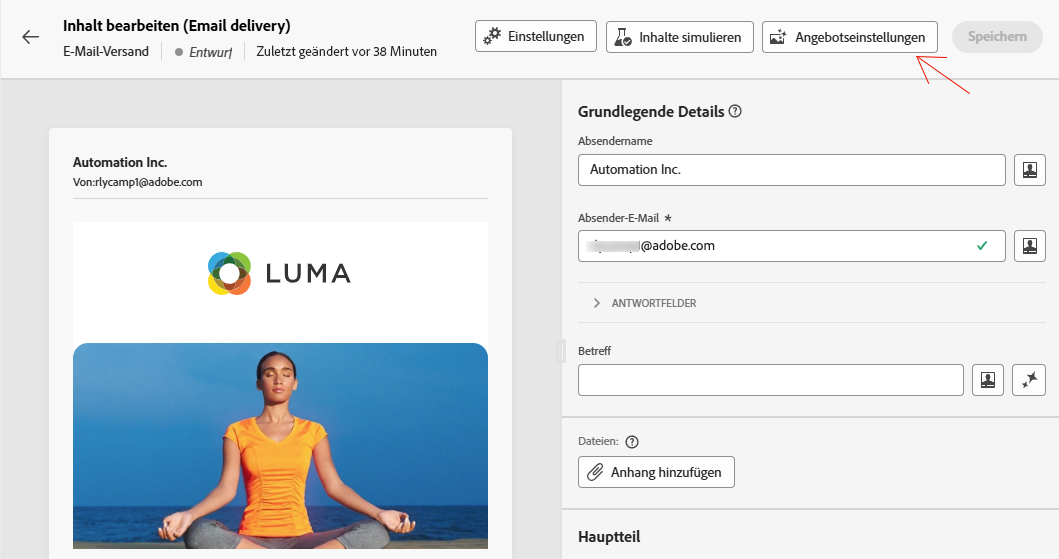 Inhalt bearbeiten (Email delivery)
E-Mail-Versand Entwurf Zuletzt geändert vor 38 Minuten
Einstellungen Inhalte simulieren Angebotseinstellungen Speichern
Automation Inc.
Von:rlycamp1@adobe.com
LUMA
Grundlegende Details
Absendername
Automation Inc.
Absender-E-Mail *
@adobe.com
ANTWORTFELDER
Betreff
Dateien:
Anhang hinzufügen
Hauptteil